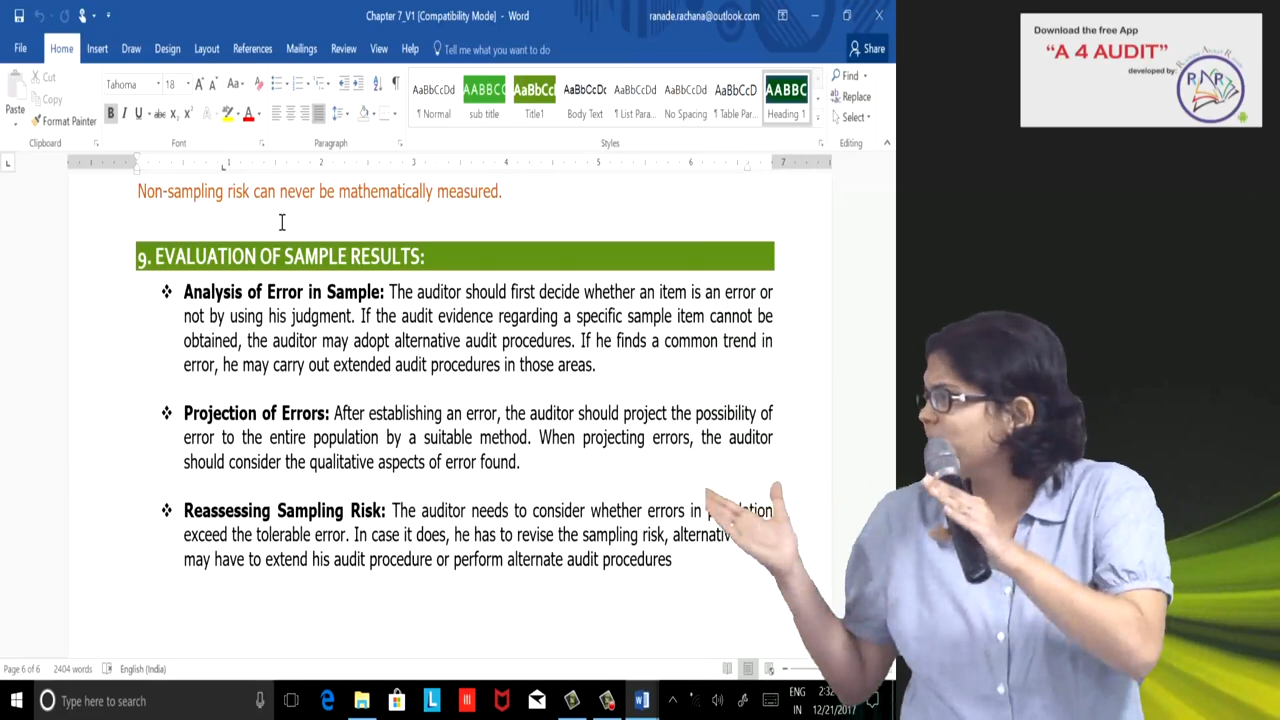 Chapter 7_V1 [Compatibility Mode] - Word
ranade.rachana@outlook.com
File Home Insert Draw Design Layout References Mailings Review View Help Tell me what you want to do Share
Paste
Cut
Copy
Format Painter
Clipboard
Tahoma 18
Font
Paragraph
AaBbCcDd AABBCC AaBbCcI AaBbCcDc AaBbCcDd AaBbCcDd AaBbCcD AABBC
¶ Normal sub title Title1 Body Text ¶ List Para... No Spacing ¶ Table Par... Heading 1
Styles
Find
Replace
Select
Editing
1 2 3 4 5 6 7
Download the free App
"A 4 AUDIT"
developed by:
RNR
Non-sampling risk can never be mathematically measured.
9. EVALUATION OF SAMPLE RESULTS:
❖ Analysis of Error in Sample: The auditor should first decide whether an item is an error or
not by using his judgment. If the audit evidence regarding a specific sample item cannot be
obtained, the auditor may adopt alternative audit procedures. If he finds a common trend in
error, he may carry out extended audit procedures in those areas.
❖ Projection of Errors: After establishing an error, the auditor should project the possibility of
error to the entire population by a suitable method. When projecting errors, the auditor
should consider the qualitative aspects of error found.
❖ Reassessing Sampling Risk: The auditor needs to consider whether errors in
exceed the tolerable error. In case it does, he has to revise the sampling risk,
may have to extend his audit procedure or perform alternate audit procedures
Page 6 of 6 2404 words English (India)
Type here to search
ENG
IN
12/21/2017